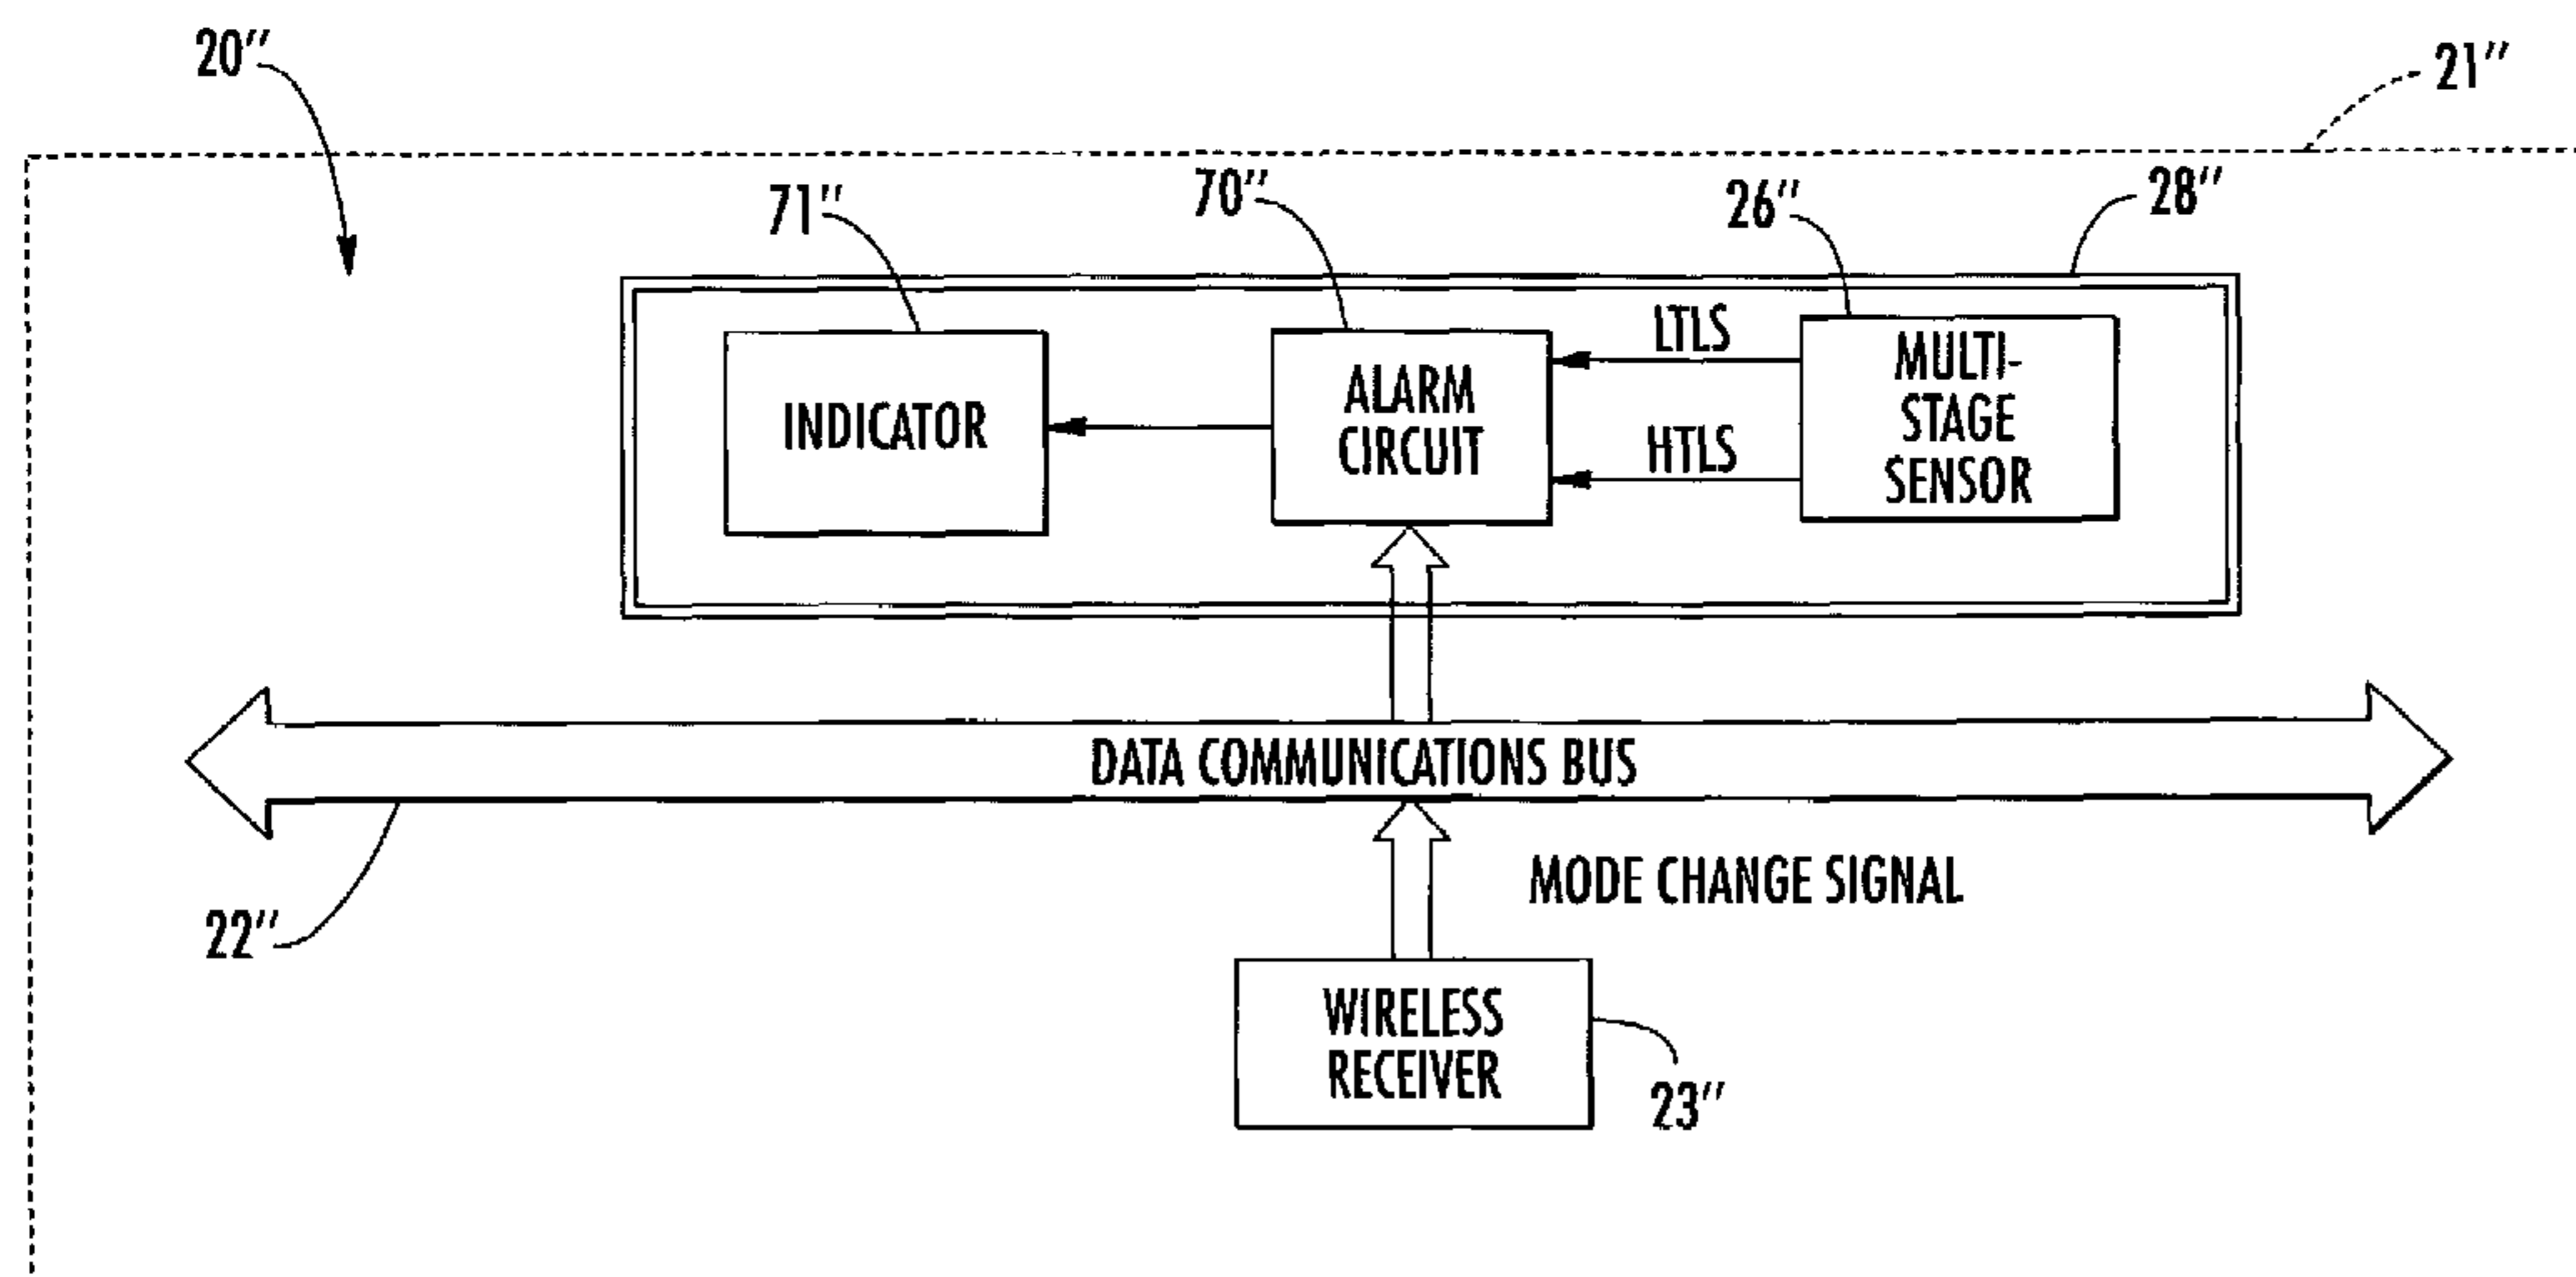 20″
21″
71″
70″
26″
28″
INDICATOR
ALARM
CIRCUIT
LTLS
HTLS
MULTI-
STAGE
SENSOR
DATA COMMUNICATIONS BUS
22″
MODE CHANGE SIGNAL
WIRELESS
RECEIVER
23″